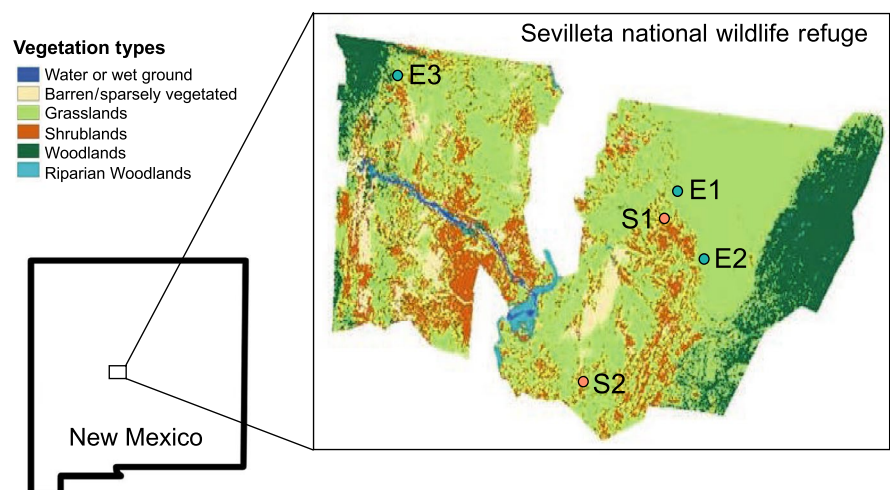 Sevilleta national wildlife refuge
Vegetation types
Water or wet ground
Barren/sparsely vegetated
Grasslands
Shrublands
Woodlands
Riparian Woodlands
E3
E1
S1
E2
S2
New Mexico